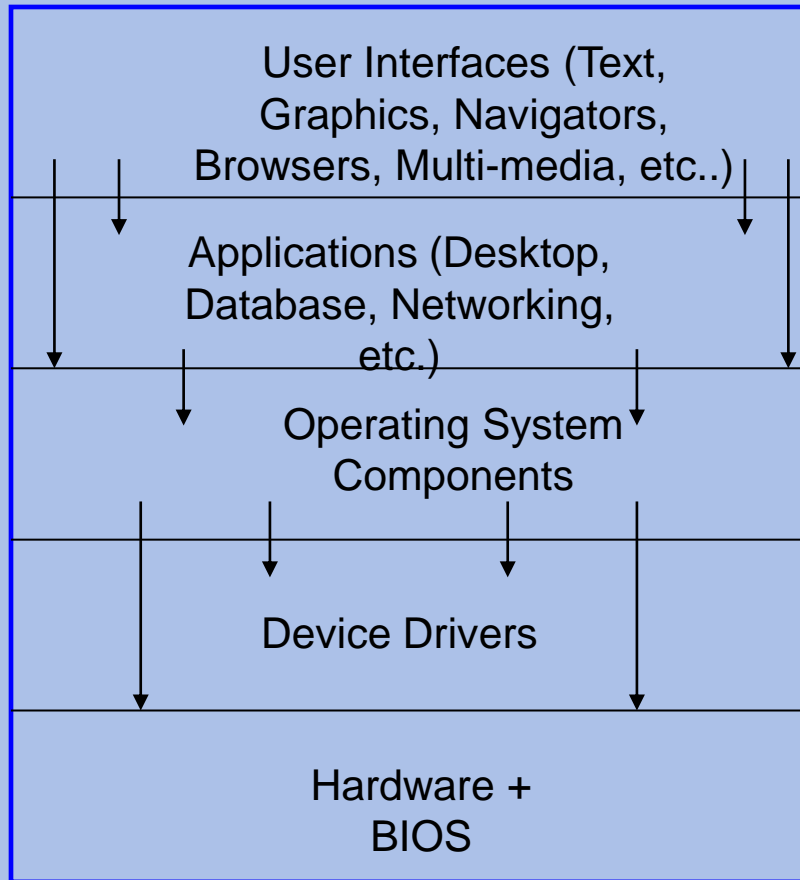 User Interfaces (Text,
Graphics, Navigators,
Browsers, Multi-media, etc..)
Applications (Desktop,
Database, Networking,
etc.)
Operating System
Components
Device Drivers
Hardware +
BIOS